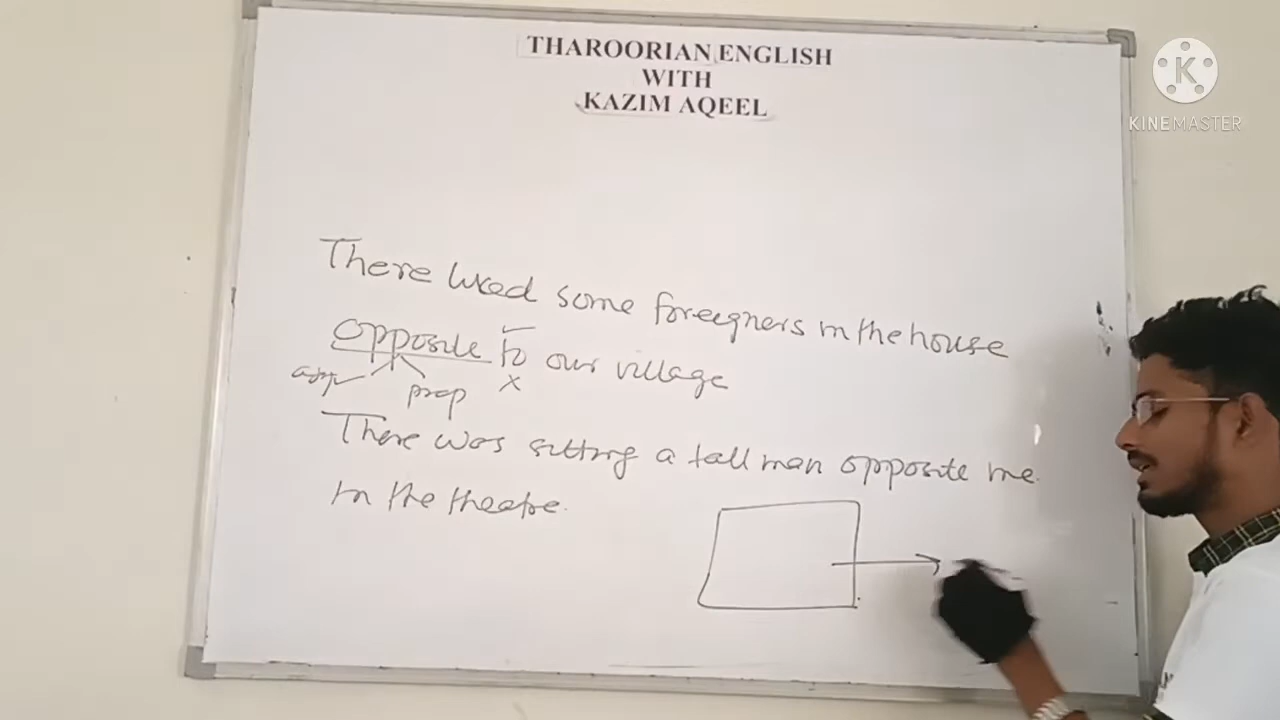 THAROORIAN ENGLISH
WITH
KAZIM AQEEL
KINEMASTER
There lived some foreigners in the house
opposite to our village
prep
x
There was sitting a tall man opposite me
in the theatre.